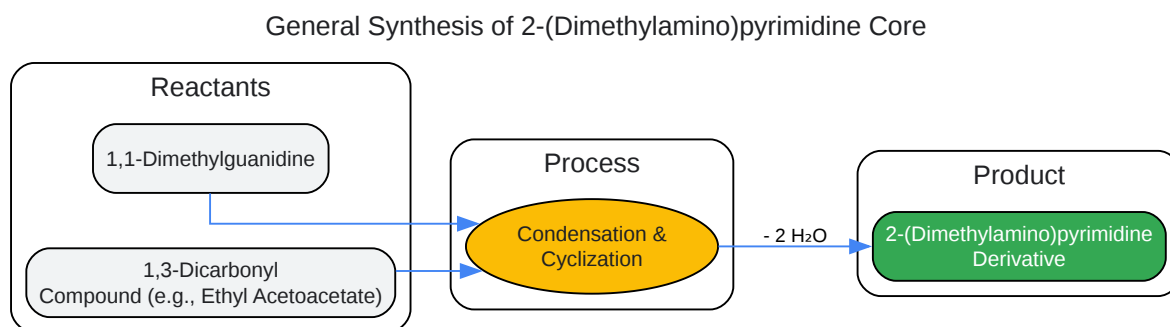 General Synthesis of 2-(Dimethylamino)pyrimidine Core
Reactants
1,1-Dimethylguanidine
1,3-Dicarbonyl
Compound (e.g., Ethyl Acetoacetate)
Process
Condensation &
Cyclization
- 2 H₂O
Product
2-(Dimethylamino)pyrimidine
Derivative